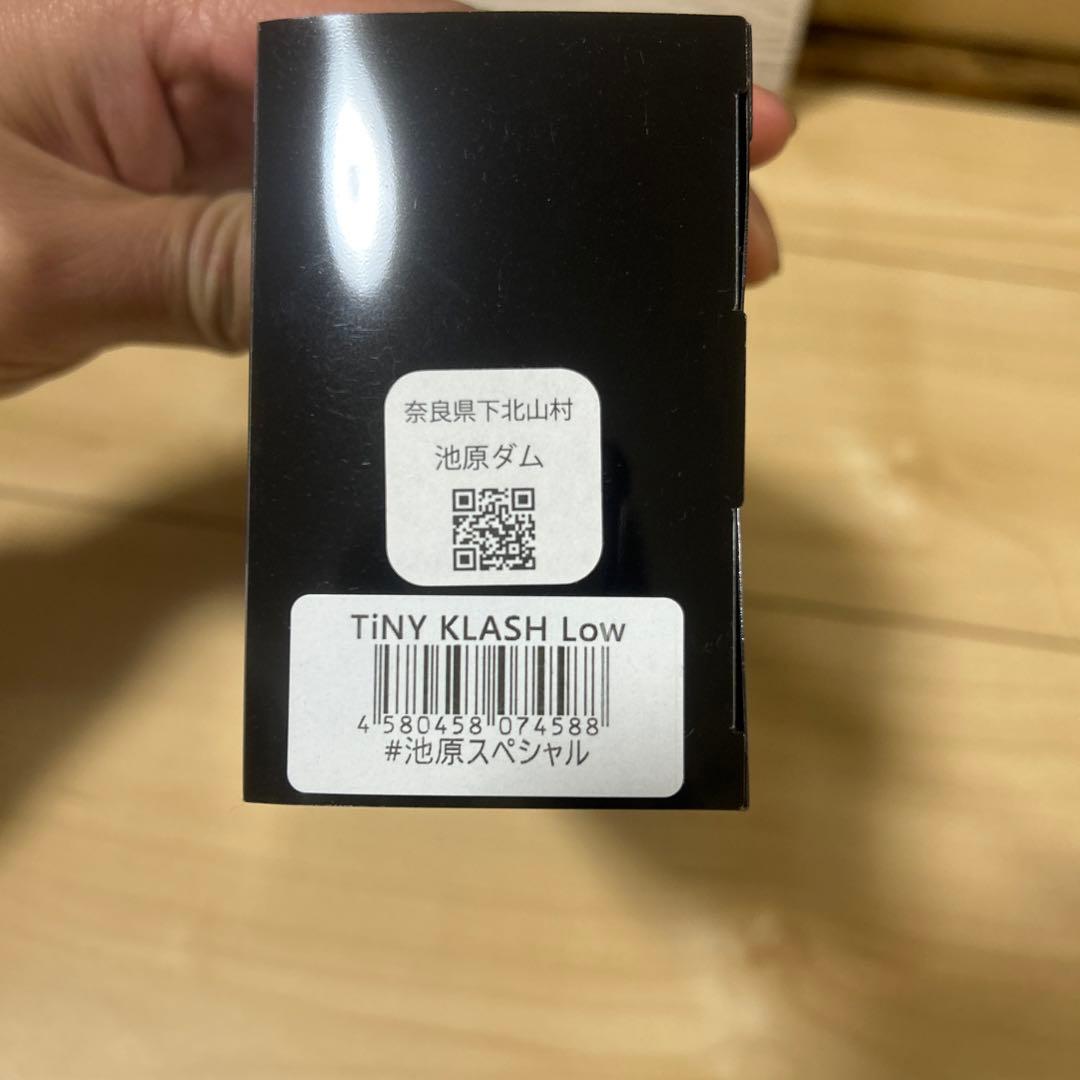 奈良県下北山村
池原ダム
TiNY KLASH Low
4 580458 074588
#池原スペシャル